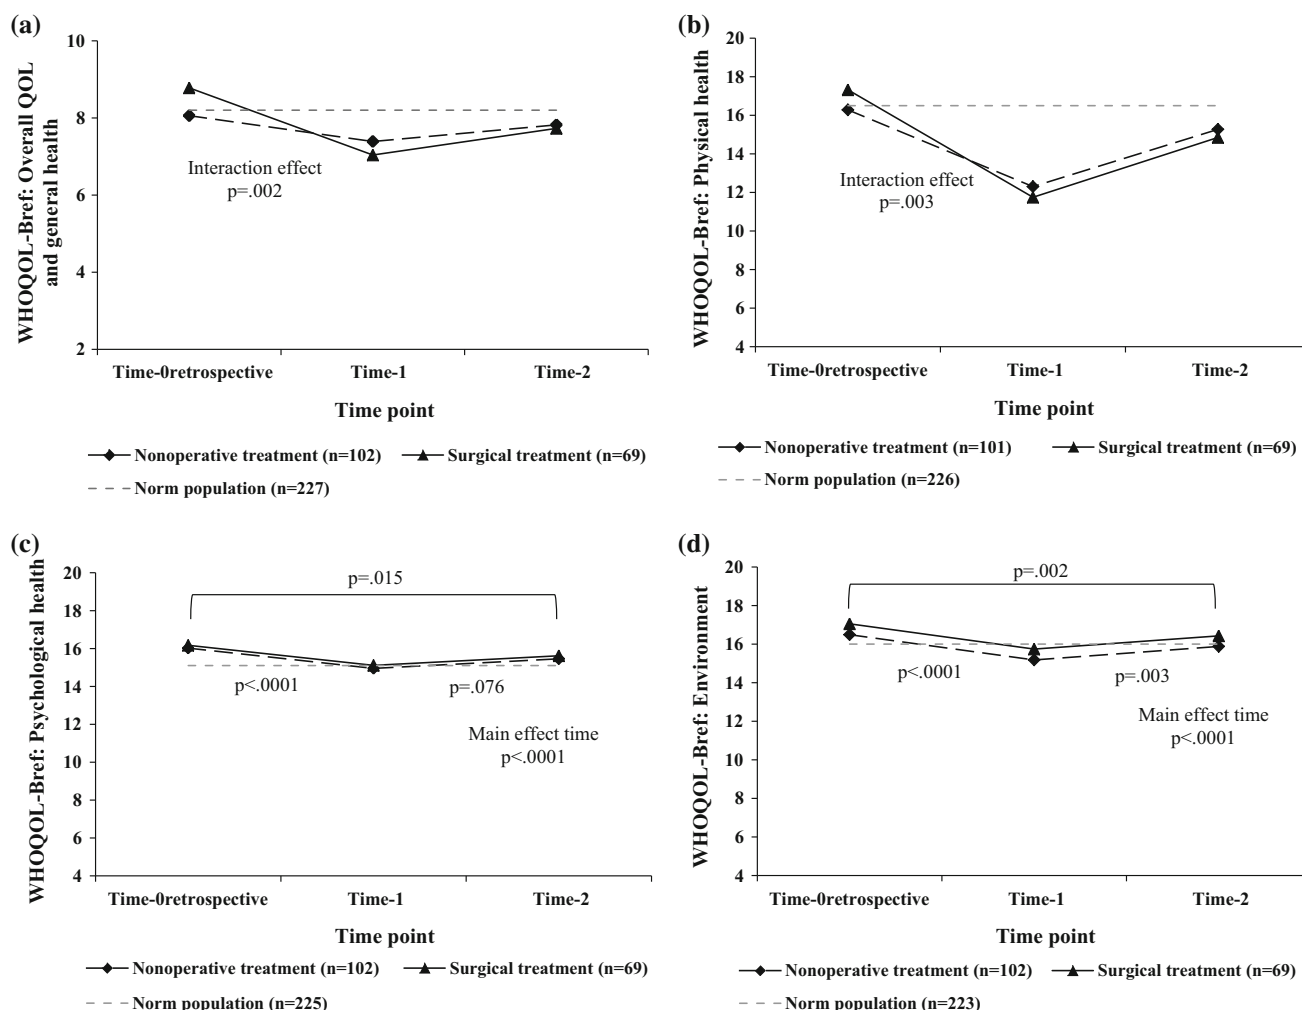 (a)
WHOQOL-Bref: Overall QOL
and general health
10
8
6
4
2
Interaction effect
p=.002
Time-0retrospective
Time-1
Time-2
Time point
Nonoperative treatment (n=102)
Surgical treatment (n=69)
Norm population (n=227)
(b)
WHOQOL-Bref: Physical health
20
18
16
14
12
10
8
6
4
Interaction effect
p=.003
Time-0retrospective
Time-1
Time-2
Time point
Nonoperative treatment (n=101)
Surgical treatment (n=69)
Norm population (n=226)
(c)
WHOQOL-Bref: Psychological health
20
18
16
14
12
10
8
6
4
p=.015
p<.0001
p=.076
Main effect time
p<.0001
Time-0retrospective
Time-1
Time-2
Time point
Nonoperative treatment (n=102)
Surgical treatment (n=69)
Norm population (n=225)
(d)
WHOQOL-Bref: Environment
20
18
16
14
12
10
8
6
4
p=.002
p<.0001
p=.003
Main effect time
p<.0001
Time-0retrospective
Time-1
Time-2
Time point
Nonoperative treatment (n=102)
Surgical treatment (n=69)
Norm population (n=223)